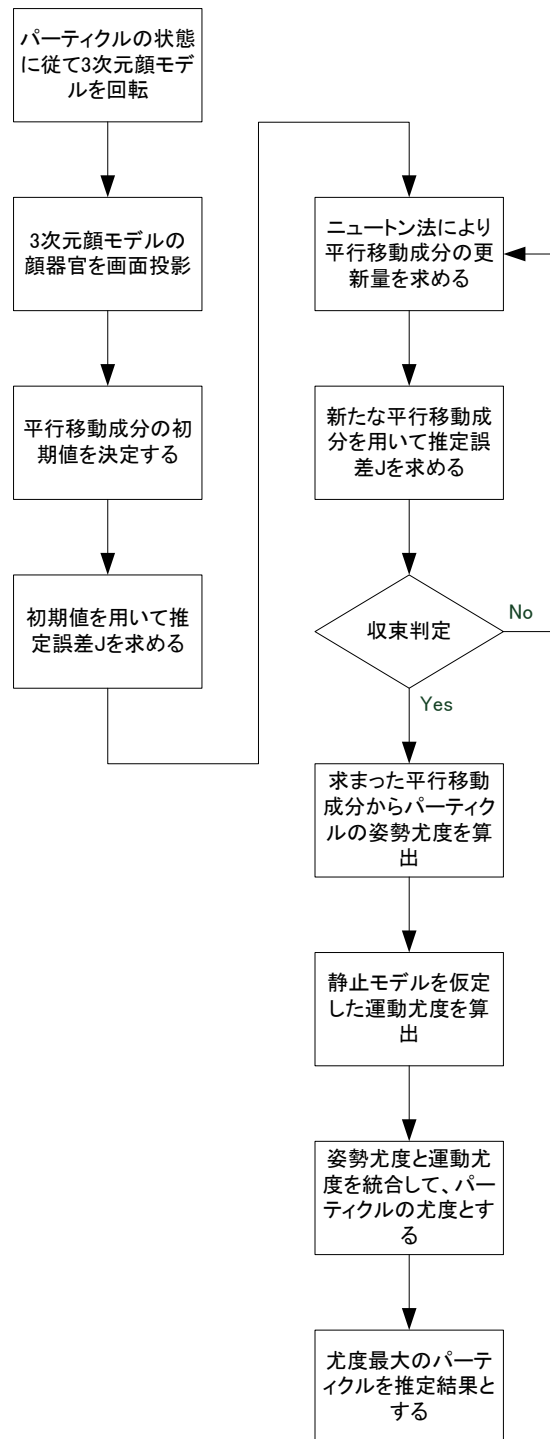 パーティクルの状態
に従て3次元顔モデ
ルを回転
3次元顔モデルの
顔器官を画面投影
平行移動成分の初
期値を決定する
初期値を用いて推
定誤差Jを求める
ニュートン法により
平行移動成分の更
新量を求める
新たな平行移動成
分を用いて推定誤
差Jを求める
収束判定
No
Yes
求まった平行移動
成分からパーティク
ルの姿勢尤度を算
出
静止モデルを仮定
した運動尤度を算
出
姿勢尤度と運動尤
度を統合して、パー
ティクルの尤度とす
る
尤度最大のパーテ
ィクルを推定結果と
する